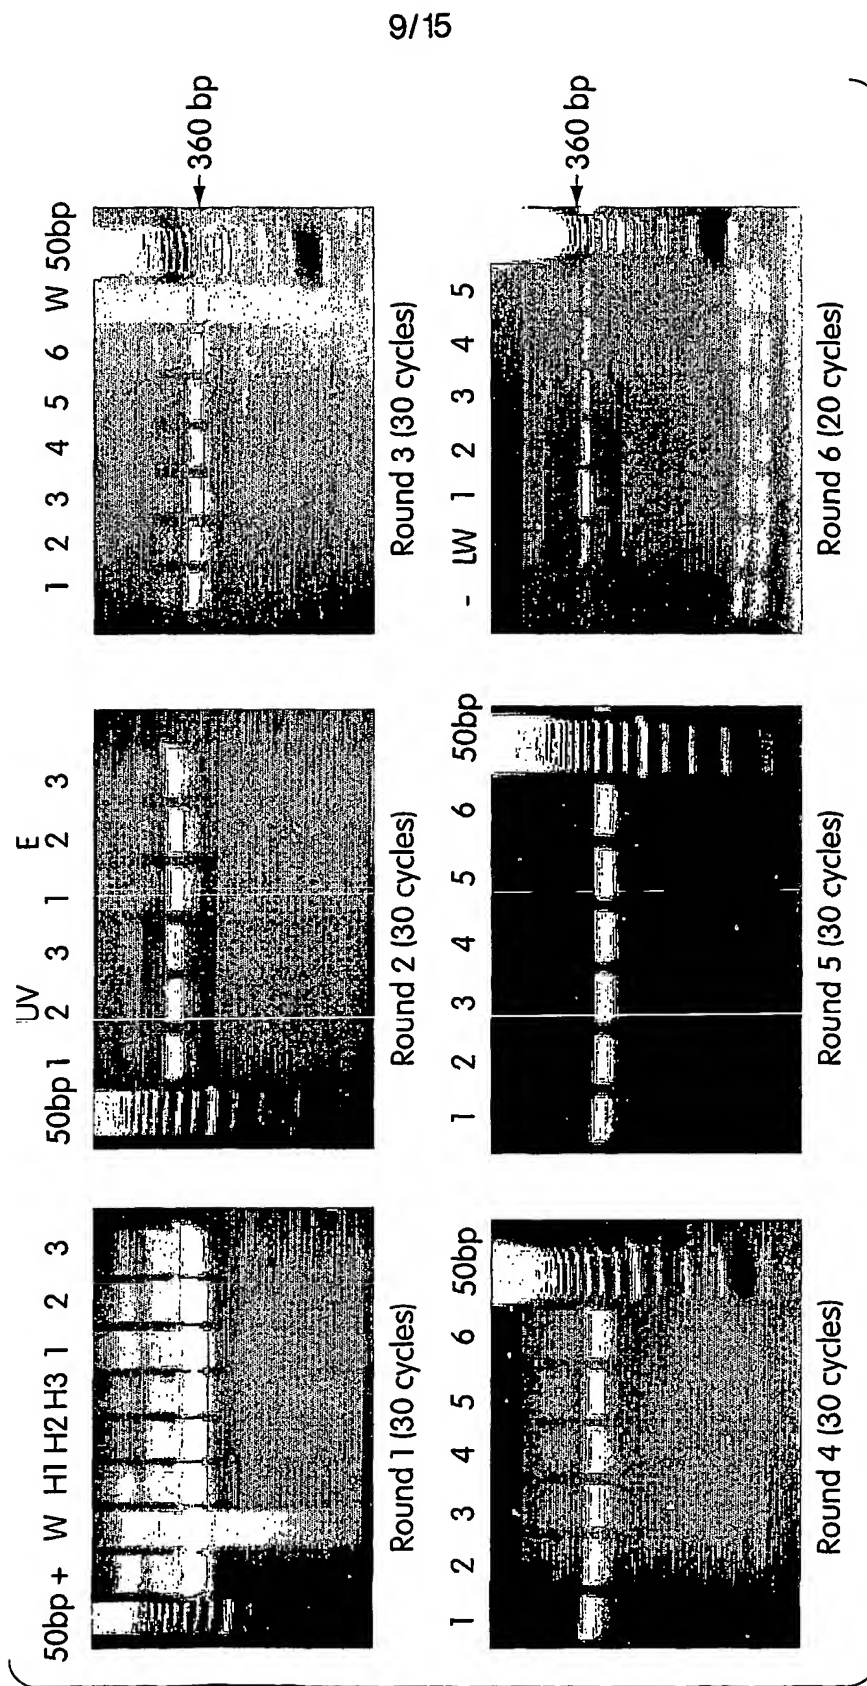 9/15
50bp + W H1 H2 H3 1 2 3
Round 1 (30 cycles)
UV E
50bp 1 2 3 1 2 3
Round 2 (30 cycles)
1 2 3 4 5 6 W 50bp
360 bp
Round 3 (30 cycles)
1 2 3 4 5 6 50bp
Round 4 (30 cycles)
1 2 3 4 5 6 50bp
Round 5 (30 cycles)
- LW 1 2 3 4 5
360 bp
Round 6 (20 cycles)